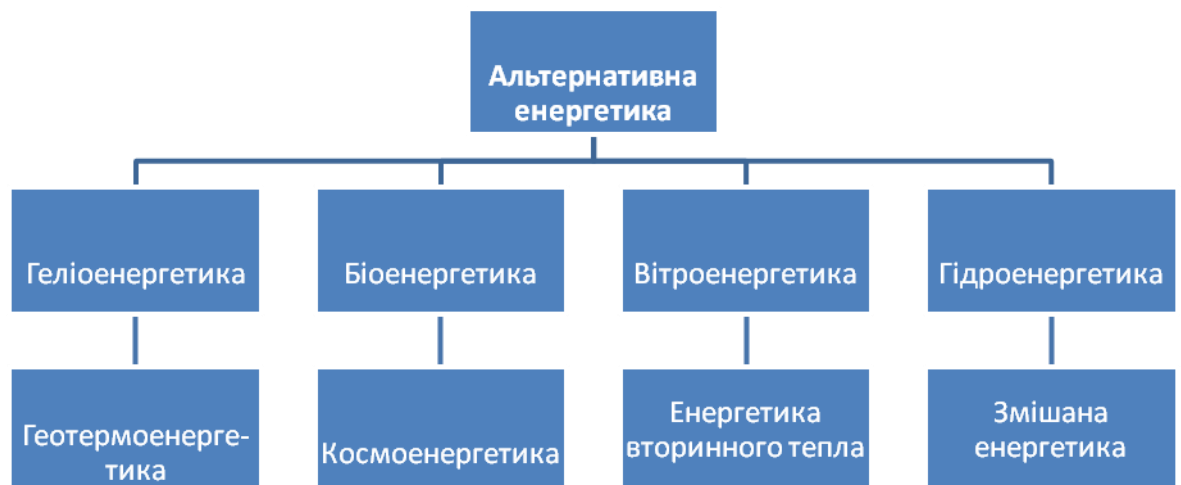 Альтернативна
енергетика
Геліоенергетика
Біоенергетика
Вітроенергетика
Гідроенергетика
Геотермоенерге-
тика
Космоенергетика
Енергетика
вторинного тепла
Змішана
енергетика